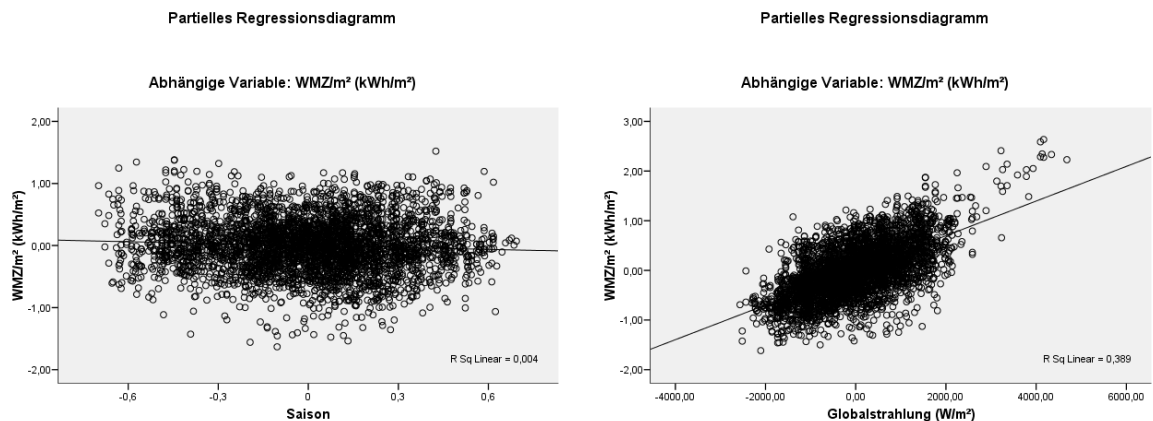 Partielles Regressionsdiagramm
Abhängige Variable: WMZ/m² (kWh/m²)
WMZ/m² (kWh/m²)
2,00
1,00
0,00
-1,00
-2,00
-0,6
-0,3
0
0,3
0,6
R Sq Linear = 0,004
Saison
Partielles Regressionsdiagramm
Abhängige Variable: WMZ/m² (kWh/m²)
WMZ/m² (kWh/m²)
3,00
2,00
1,00
0,00
-1,00
-2,00
-4000,00
-2000,00
0,00
2000,00
4000,00
6000,00
R Sq Linear = 0,389
Globalstrahlung (W/m²)